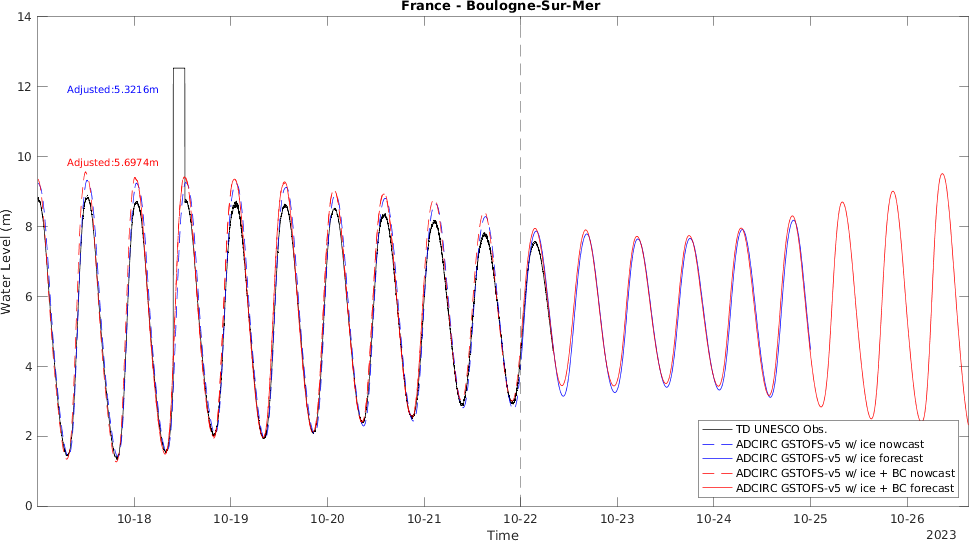 France - Boulogne-Sur-Mer
14
12
10
8
6
4
2
0
Water Level (m)
Adjusted:5.3216m
Adjusted:5.6974m
TD UNESCO Obs.
ADCIRC GSTOFS-v5 w/ ice nowcast
ADCIRC GSTOFS-v5 w/ ice forecast
ADCIRC GSTOFS-v5 w/ ice + BC nowcast
ADCIRC GSTOFS-v5 w/ ice + BC forecast
10-18
10-19
10-20
10-21
10-22
10-23
10-24
10-25
10-26
Time
2023